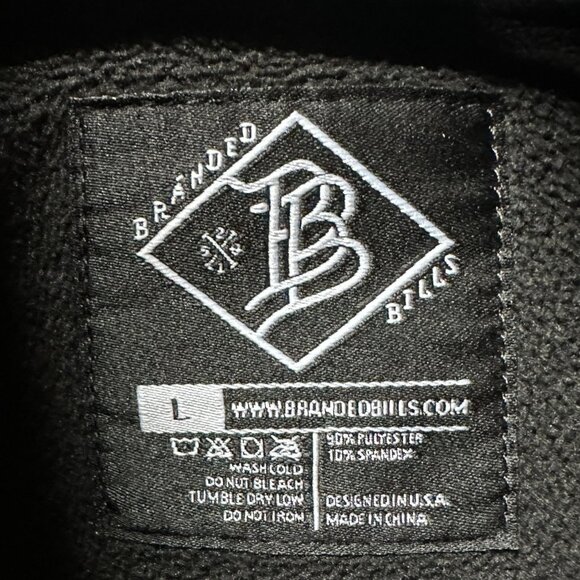 BRANDED
BB
BILLS
L
WWW.BRANDEDBILLS.COM
WASH COLD
DO NOT BLEACH
TUMBLE DRY LOW
DO NOT IRON
90% POLYESTER
10% SPANDEX
DESIGNED IN U.S.A.
MADE IN CHINA